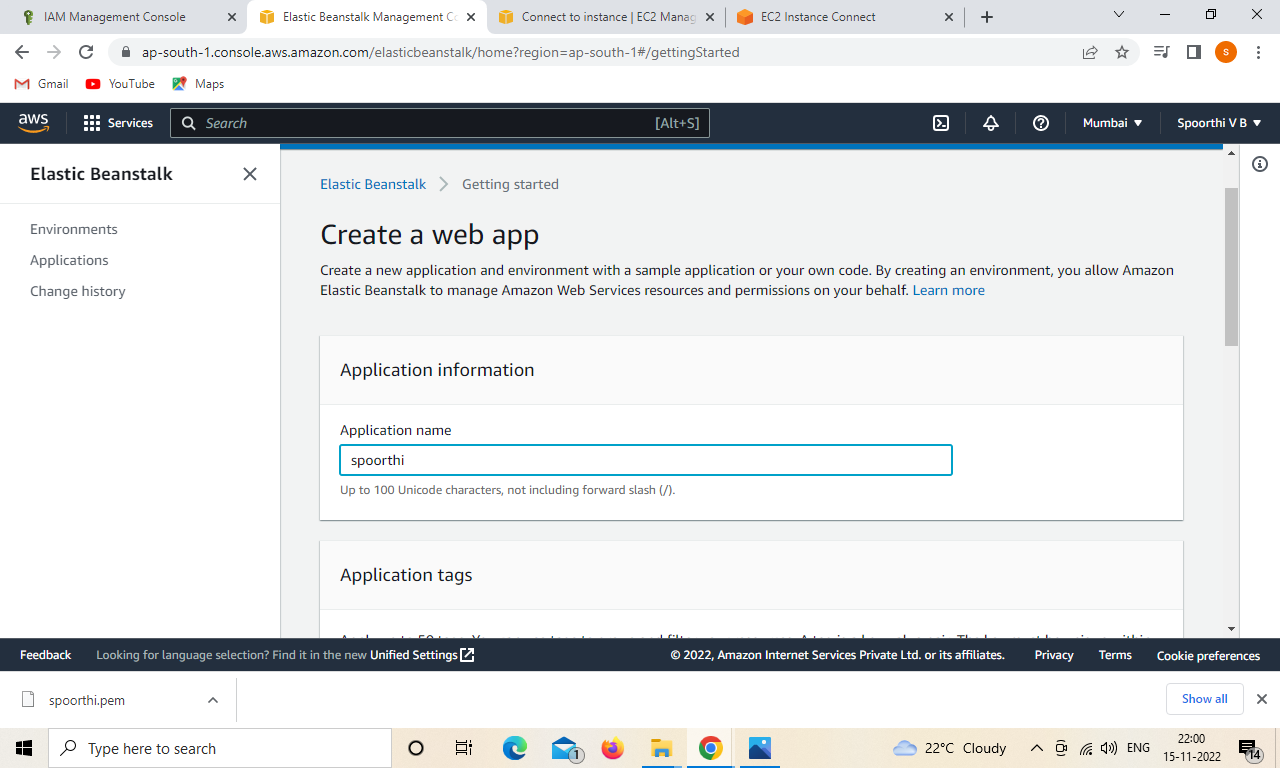 IAM Management Console
Elastic Beanstalk Management Co
Connect to instance | EC2 Manag
EC2 Instance Connect
ap-south-1.console.aws.amazon.com/elasticbeanstalk/home?region=ap-south-1#/gettingStarted
s
Gmail
YouTube
Maps
aws
Services
Search
[Alt+S]
Mumbai
Spoorthi V B
Elastic Beanstalk
Environments
Applications
Change history
Elastic Beanstalk
Getting started
Create a web app
Create a new application and environment with a sample application or your own code. By creating an environment, you allow Amazon
Elastic Beanstalk to manage Amazon Web Services resources and permissions on your behalf. Learn more
Application information
Application name
spoorthi
Up to 100 Unicode characters, not including forward slash (/).
Application tags
Feedback
Looking for language selection? Find it in the new Unified Settings
© 2022, Amazon Internet Services Private Ltd. or its affiliates.
Privacy
Terms
Cookie preferences
spoorthi.pem
Show all
Type here to search
1
22°C Cloudy
ENG
22:00
15-11-2022
14